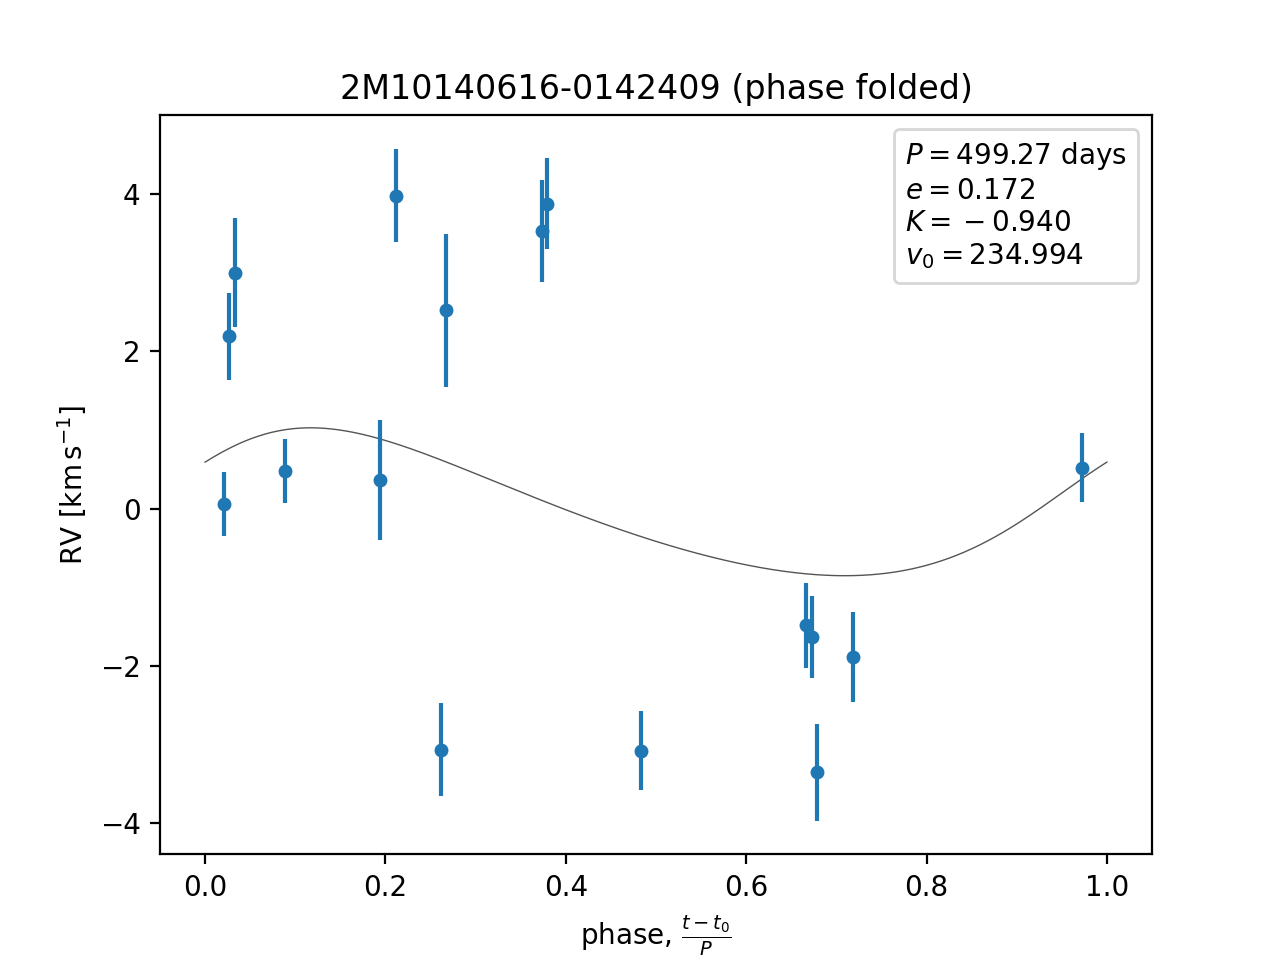 2M10140616-0142409 (phase folded)
P = 499.27 days
e = 0.172
K = −0.940
v₀ = 234.994
RV [km s⁻¹]
4
2
0
−2
−4
0.0 0.2 0.4 0.6 0.8 1.0
phase, (t − t₀)/P